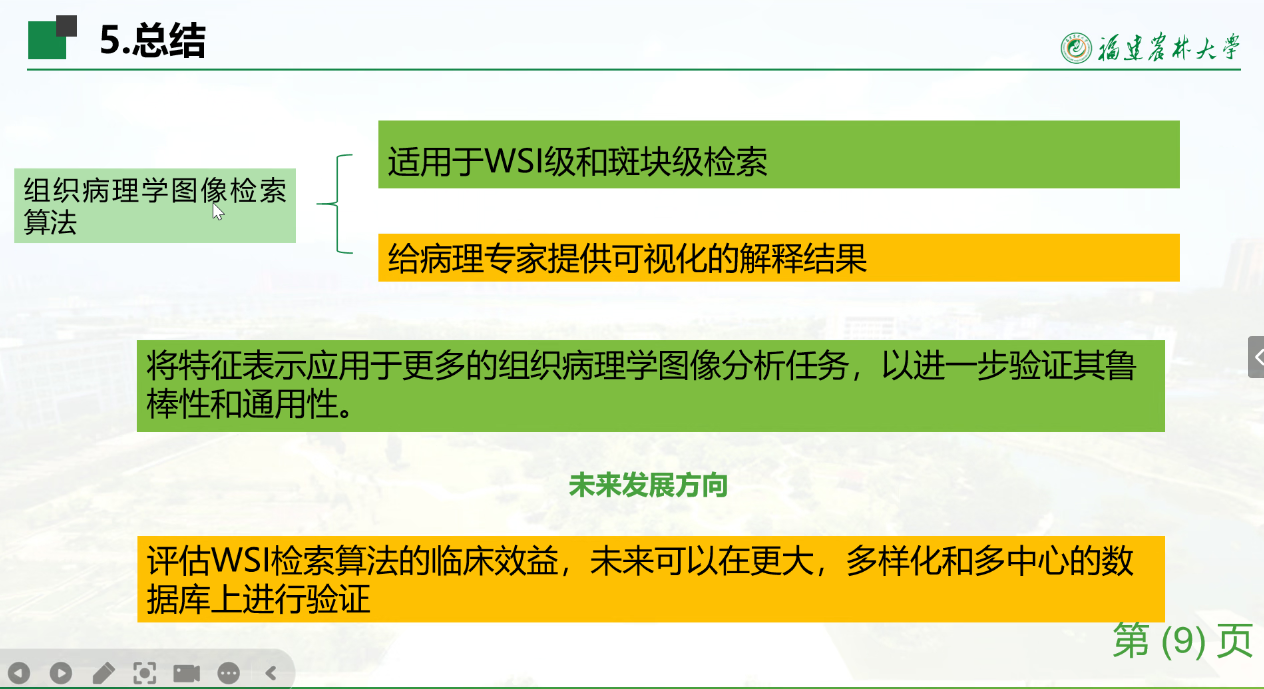 5.总结
福建农林大学
适用于WSI级和斑块级检索
组织病理学图像检索
算法
给病理专家提供可视化的解释结果
将特征表示应用于更多的组织病理学图像分析任务，以进一步验证其鲁
棒性和通用性。
未来发展方向
评估WSI检索算法的临床效益，未来可以在更大，多样化和多中心的数
据库上进行验证
第 (9) 页